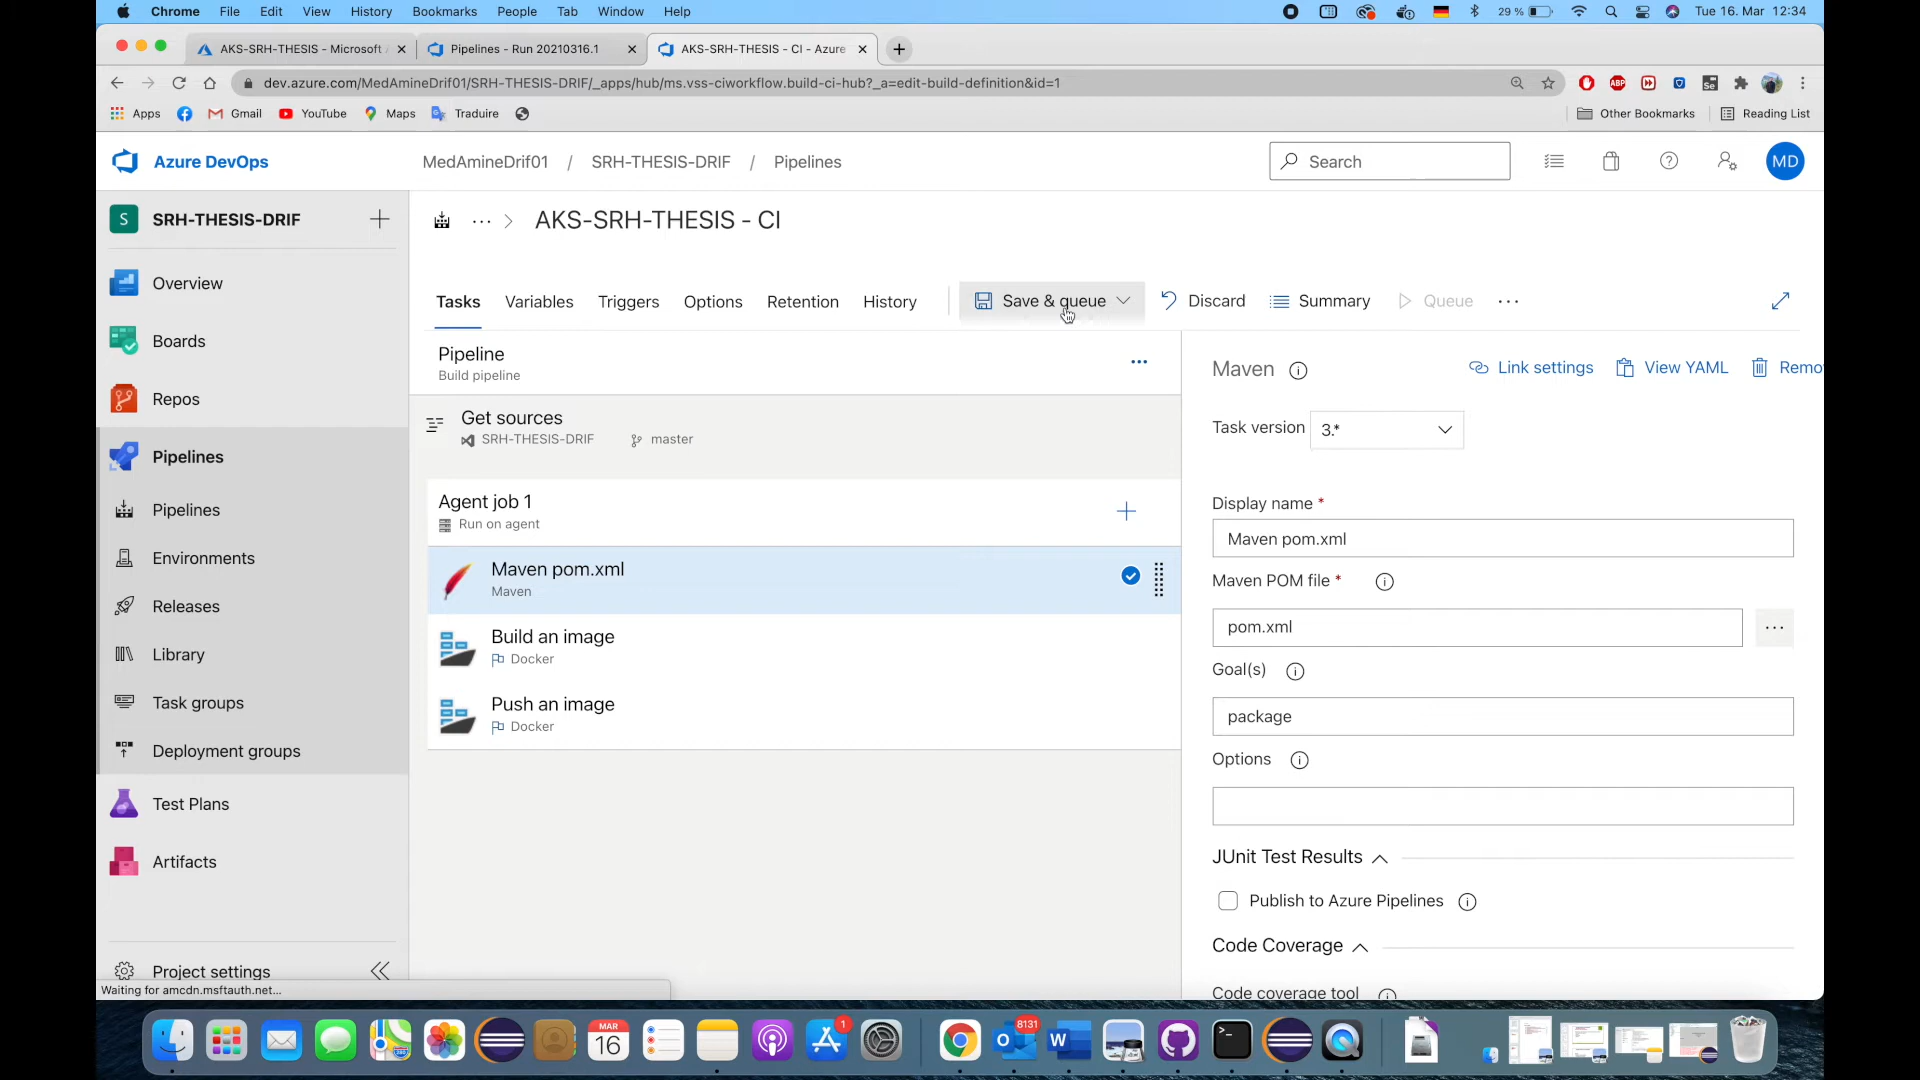 Chrome File Edit View History Bookmarks People Tab Window Help 29 % Tue 16. Mar 12:34
AKS-SRH-THESIS - Microsoft Pipelines - Run 20210316.1 AKS-SRH-THESIS - CI - Azure
dev.azure.com/MedAmineDrif01/SRH-THESIS-DRIF/_apps/hub/ms.vss-ciworkflow.build-ci-hub?_a=edit-build-definition&id=1 ABP
Apps Gmail YouTube Maps Traduire Other Bookmarks Reading List
Azure DevOps MedAmineDrif01 / SRH-THESIS-DRIF / Pipelines Search MD
S SRH-THESIS-DRIF
Overview
Boards
Repos
Pipelines
Pipelines
Environments
Releases
Library
Task groups
Deployment groups
Test Plans
Artifacts
Project settings
Waiting for amcdn.msftauth.net...
... > AKS-SRH-THESIS - CI
Tasks Variables Triggers Options Retention History Save & queue Discard Summary Queue ...
Pipeline
Build pipeline
Get sources
SRH-THESIS-DRIF master
Agent job 1
Run on agent
Maven pom.xml
Maven
Build an image
Docker
Push an image
Docker
Maven Link settings View YAML Remo
Task version 3.*
Display name *
Maven pom.xml
Maven POM file *
pom.xml ...
Goal(s)
package
Options
JUnit Test Results
Publish to Azure Pipelines
Code Coverage
Code coverage tool
MAR
16
1
8131